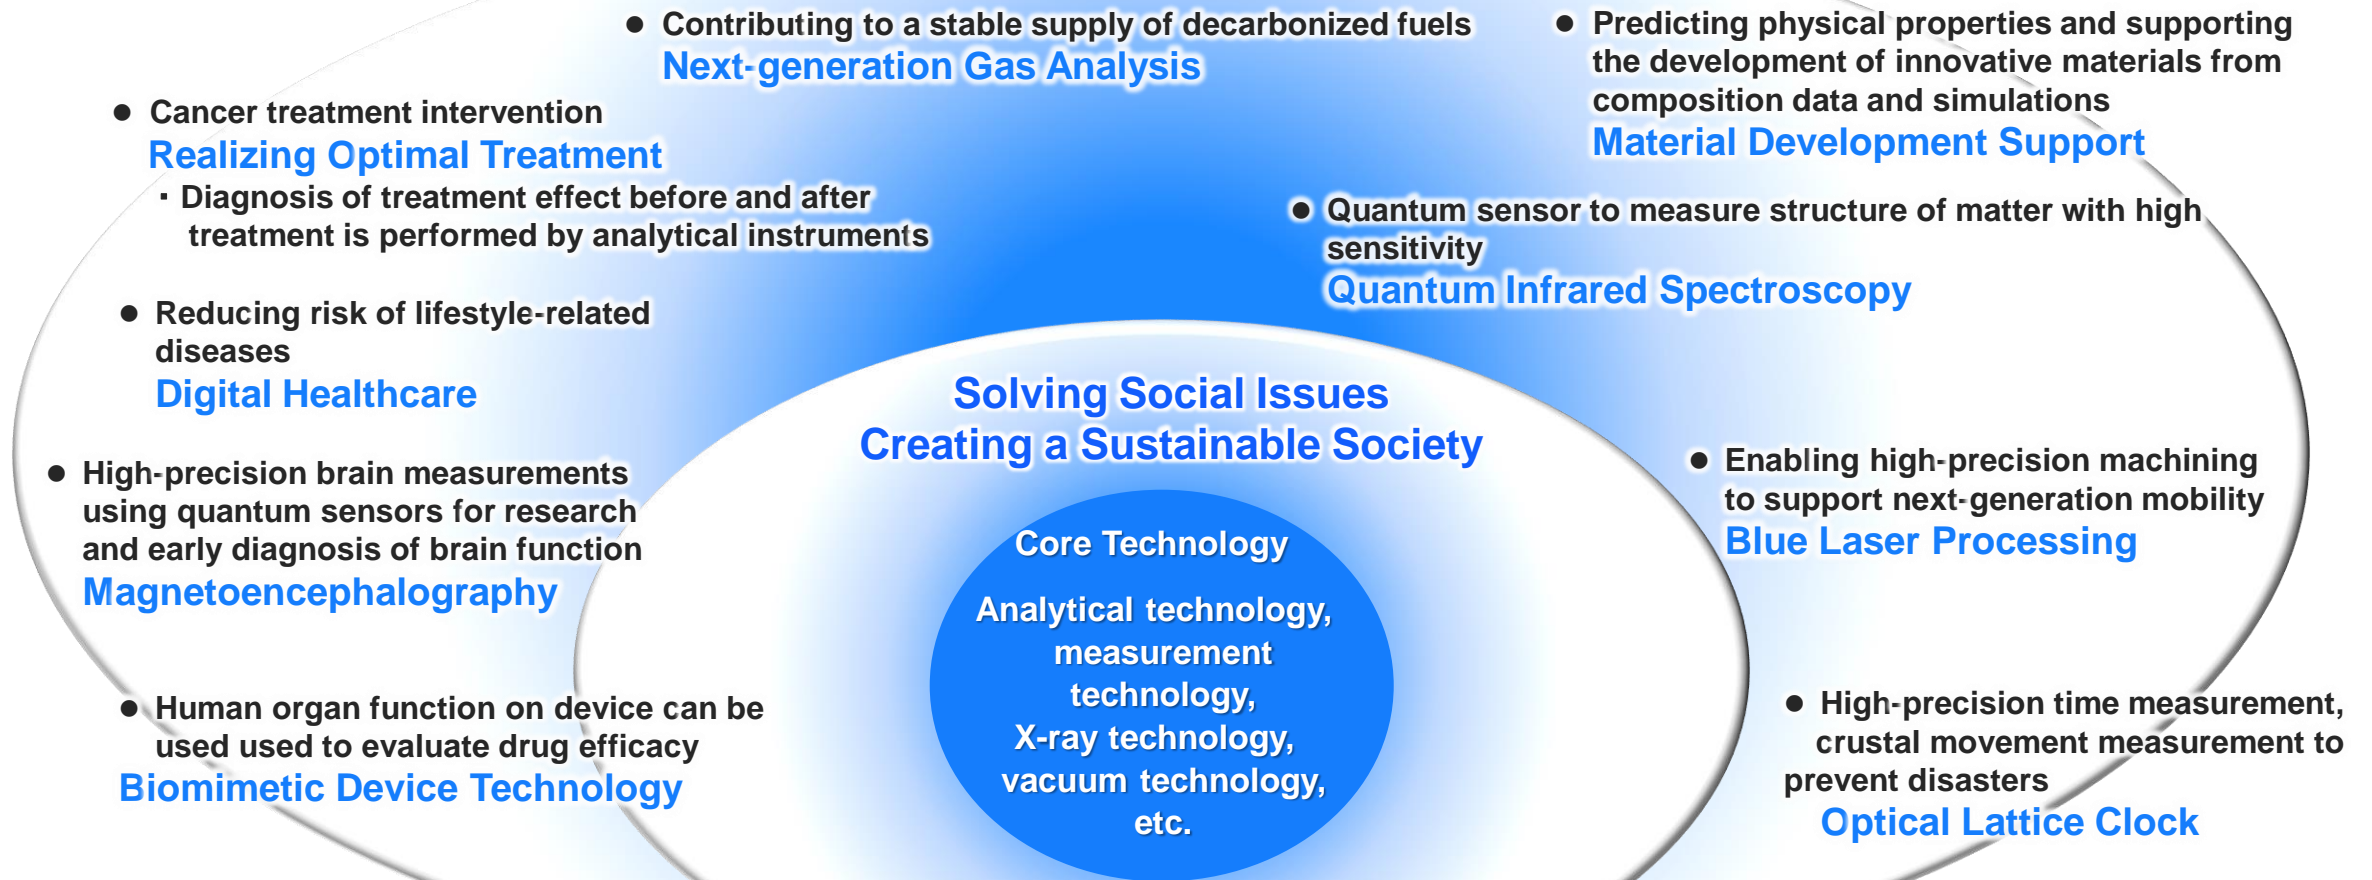 ● Contributing to a stable supply of decarbonized fuels
Next-generation Gas Analysis
● Predicting physical properties and supporting
the development of innovative materials from
composition data and simulations
Material Development Support
● Cancer treatment intervention
Realizing Optimal Treatment
・Diagnosis of treatment effect before and after
treatment is performed by analytical instruments
● Quantum sensor to measure structure of matter with high
sensitivity
Quantum Infrared Spectroscopy
● Reducing risk of lifestyle-related
diseases
Digital Healthcare
Solving Social Issues
Creating a Sustainable Society
● High-precision brain measurements
using quantum sensors for research
and early diagnosis of brain function
Magnetoencephalography
● Enabling high-precision machining
to support next-generation mobility
Blue Laser Processing
Core Technology
Analytical technology,
measurement
technology,
X-ray technology,
vacuum technology,
etc.
● Human organ function on device can be
used used to evaluate drug efficacy
Biomimetic Device Technology
● High-precision time measurement,
crustal movement measurement to
prevent disasters
Optical Lattice Clock